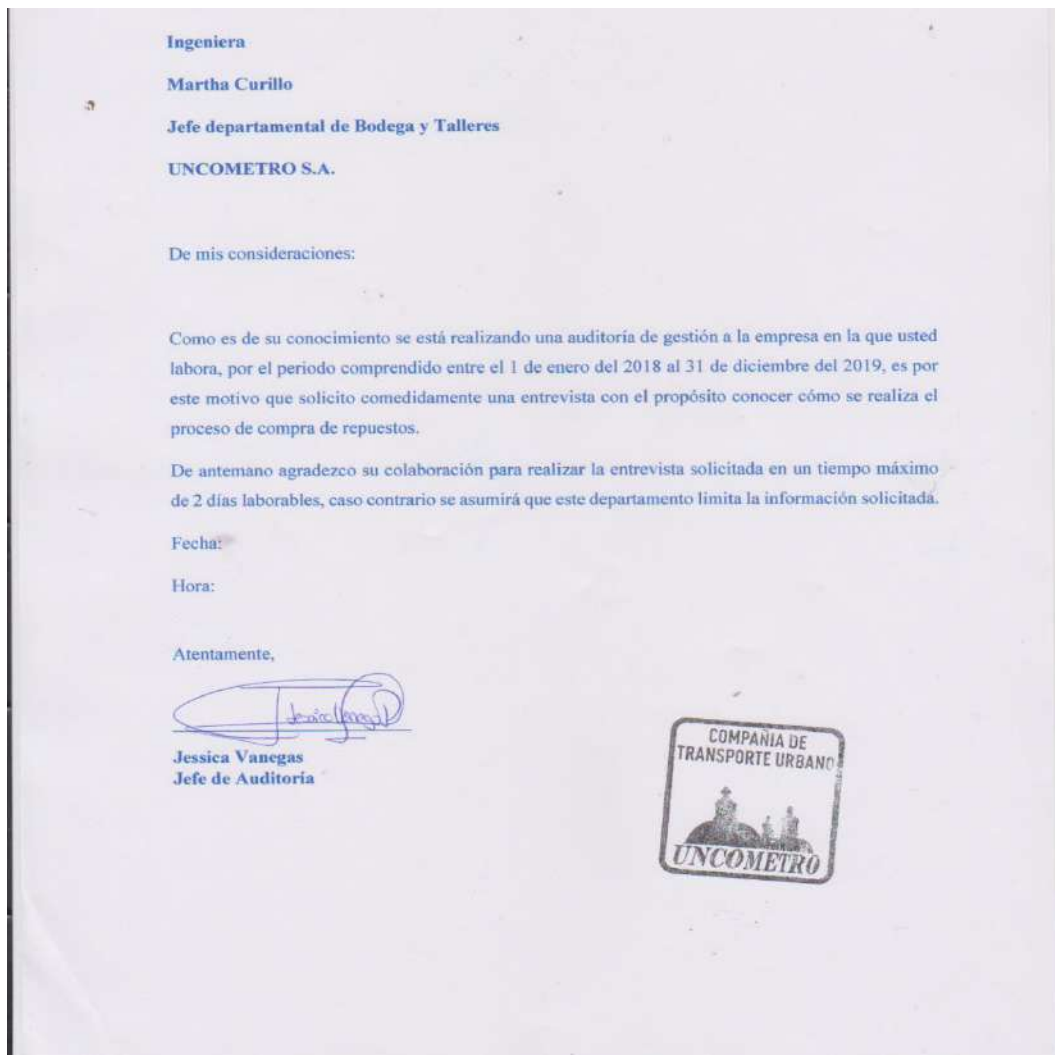 Ingeniera
Martha Curillo
Jefe departamental de Bodega y Talleres
UNCOMETRO S.A.
De mis consideraciones:
Como es de su conocimiento se está realizando una auditoría de gestión a la empresa en la que usted
labora, por el periodo comprendido entre el 1 de enero del 2018 al 31 de diciembre del 2019, es por
este motivo que solicito comedidamente una entrevista con el propósito conocer cómo se realiza el
proceso de compra de repuestos.
De antemano agradezco su colaboración para realizar la entrevista solicitada en un tiempo máximo
de 2 días laborables, caso contrario se asumirá que este departamento limita la información solicitada.
Fecha:
Hora:
Atentamente,
Jessica Vanegas
Jefe de Auditoría
COMPAÑIA DE
TRANSPORTE URBANO
UNCOMETRO